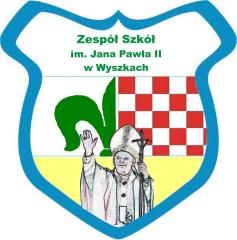 Zespół Szkół
im. Jana Pawła II
w Wyszkach